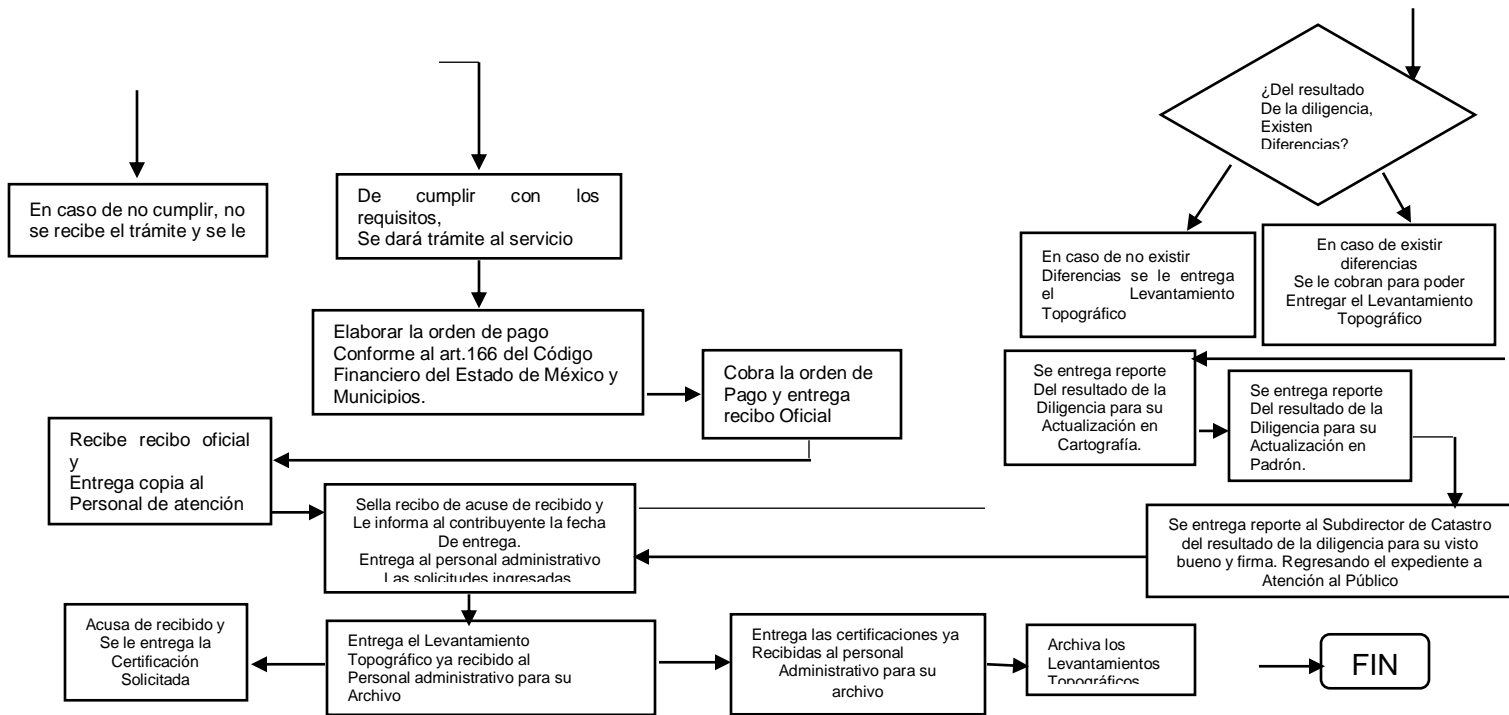 ¿Del resultado
De la diligencia,
Existen
Diferencias?
En caso de no cumplir, no
se recibe el trámite y se le
De cumplir con los
requisitos,
Se dará trámite al servicio
En caso de no existir
Diferencias se le entrega
el Levantamiento
Topográfico
En caso de existir
diferencias
Se le cobran para poder
Entregar el Levantamiento
Topográfico
Elaborar la orden de pago
Conforme al art.166 del Código
Financiero del Estado de México y
Municipios.
Cobra la orden de
Pago y entrega
recibo Oficial
Se entrega reporte
Del resultado de la
Diligencia para su
Actualización en
Cartografía.
Se entrega reporte
Del resultado de la
Diligencia para su
Actualización en
Padrón.
Recibe recibo oficial
y
Entrega copia al
Personal de atención
Sella recibo de acuse de recibido y
Le informa al contribuyente la fecha
De entrega.
Entrega al personal administrativo
Las solicitudes ingresadas
Se entrega reporte al Subdirector de Catastro
del resultado de la diligencia para su visto
bueno y firma. Regresando el expediente a
Atención al Público
Acusa de recibido y
Se le entrega la
Certificación
Solicitada
Entrega el Levantamiento
Topográfico ya recibido al
Personal administrativo para su
Archivo
Entrega las certificaciones ya
Recibidas al personal
Administrativo para su
archivo
Archiva los
Levantamientos
Topográficos
FIN